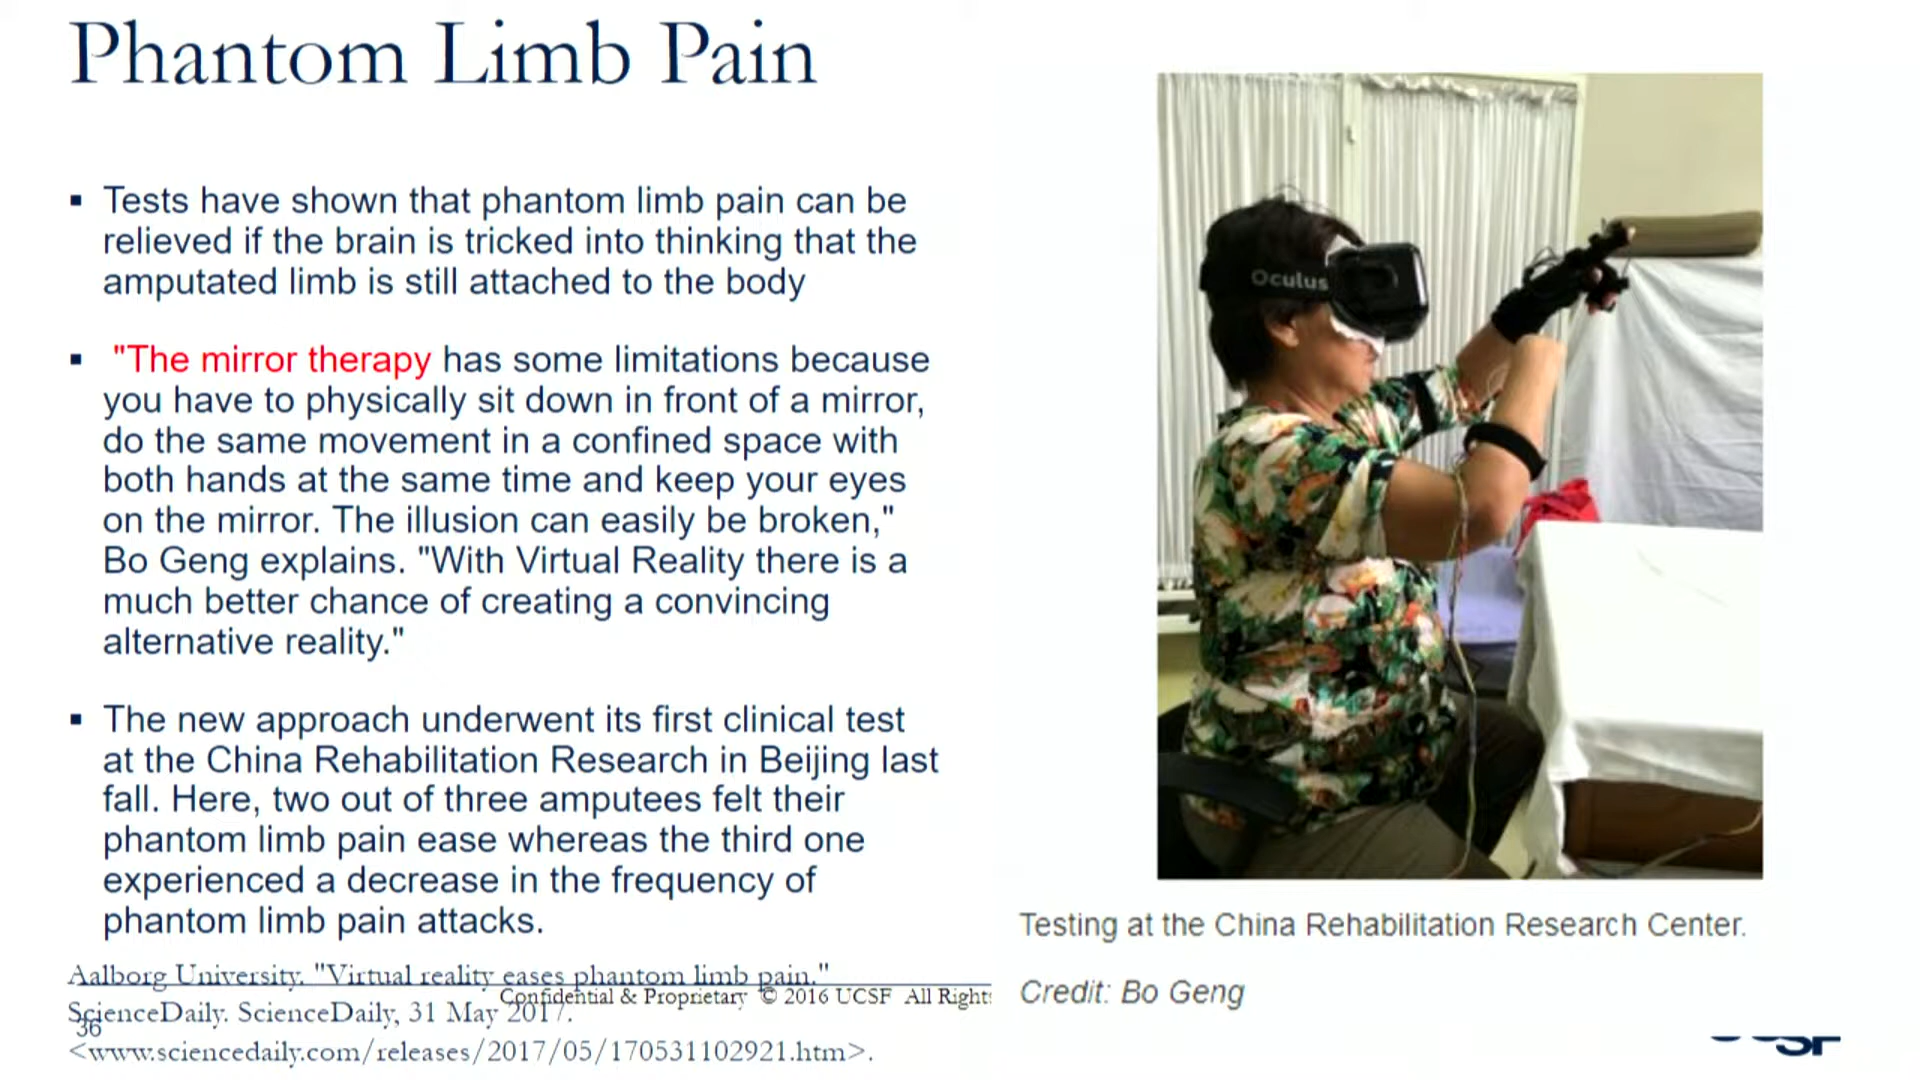 Phantom Limb Pain
▪ Tests have shown that phantom limb pain can be
relieved if the brain is tricked into thinking that the
amputated limb is still attached to the body
▪ "The mirror therapy has some limitations because
you have to physically sit down in front of a mirror,
do the same movement in a confined space with
both hands at the same time and keep your eyes
on the mirror. The illusion can easily be broken,"
Bo Geng explains. "With Virtual Reality there is a
much better chance of creating a convincing
alternative reality."
▪ The new approach underwent its first clinical test
at the China Rehabilitation Research in Beijing last
fall. Here, two out of three amputees felt their
phantom limb pain ease whereas the third one
experienced a decrease in the frequency of
phantom limb pain attacks.
Aalborg University. "Virtual reality eases phantom limb pain."
ScienceDaily. ScienceDaily, 31 May 2017.
<www.sciencedaily.com/releases/2017/05/170531102921.htm>.
Confidential & Proprietary © 2016 UCSF All Right
36
Oculus
Testing at the China Rehabilitation Research Center.
Credit: Bo Geng